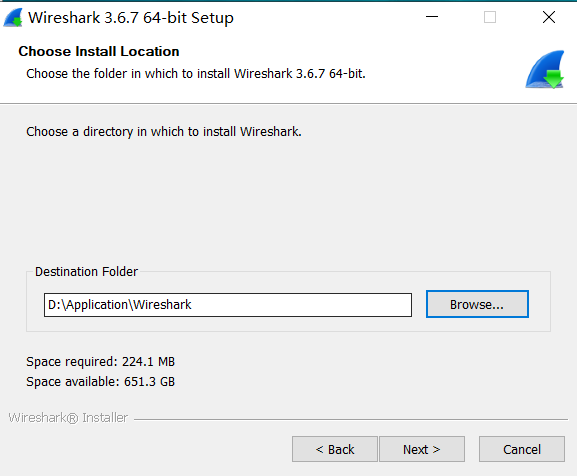 Wireshark 3.6.7 64-bit Setup
Choose Install Location
Choose the folder in which to install Wireshark 3.6.7 64-bit.
Choose a directory in which to install Wireshark.
Destination Folder
D:\Application\Wireshark
Browse...
Space required: 224.1 MB
Space available: 651.3 GB
Wireshark® Installer
< Back
Next >
Cancel